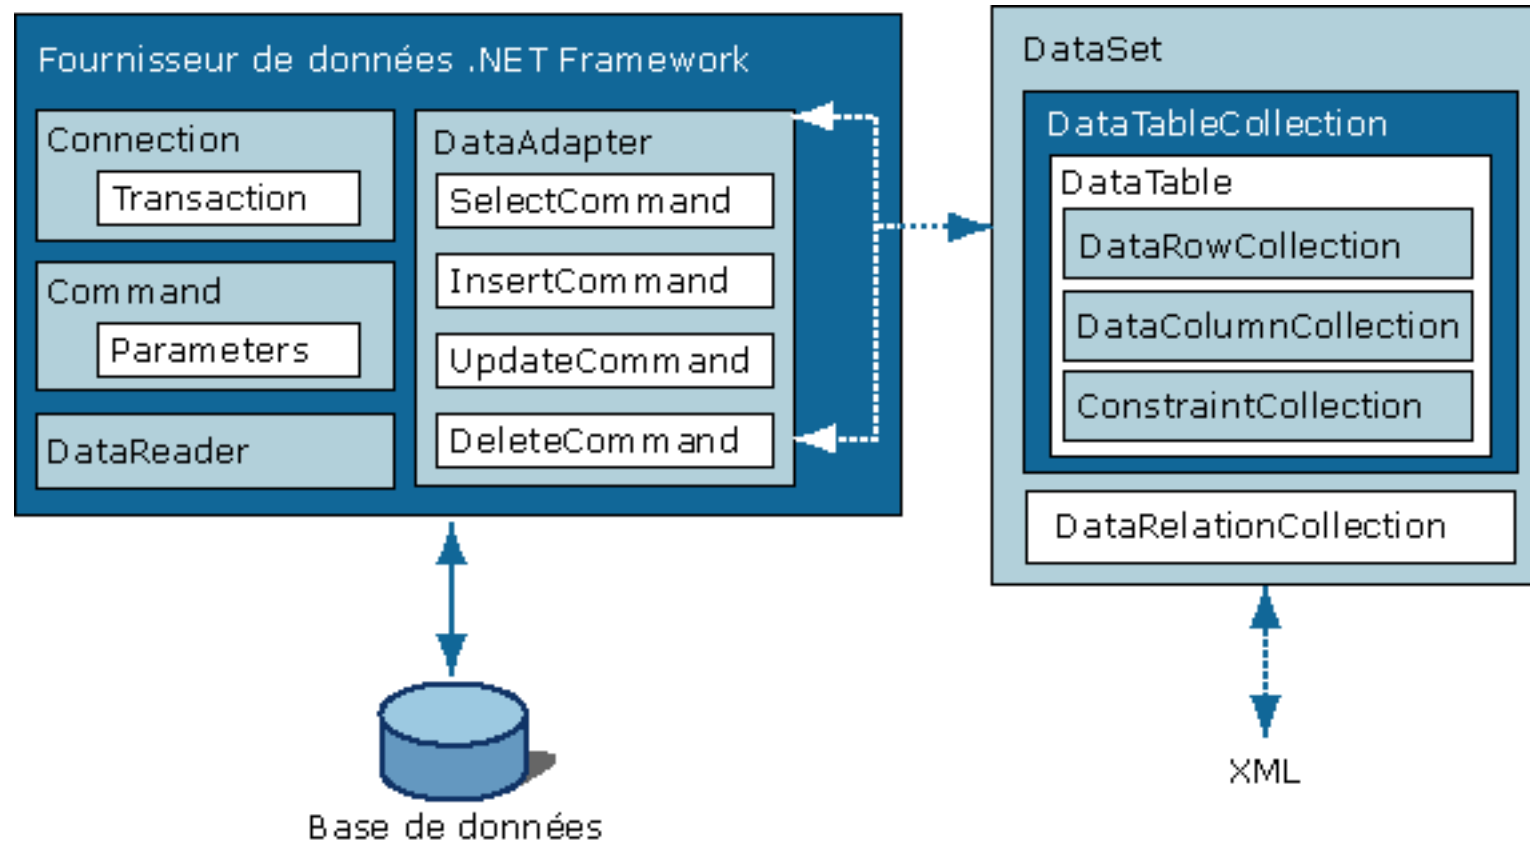 Fournisseur de données .NET Framework
Connection
Transaction
Command
Parameters
DataReader
DataAdapter
SelectCommand
InsertCommand
UpdateCommand
DeleteCommand
Base de données
DataSet
DataTableCollection
DataTable
DataRowCollection
DataColumnCollection
ConstraintCollection
DataRelationCollection
XML